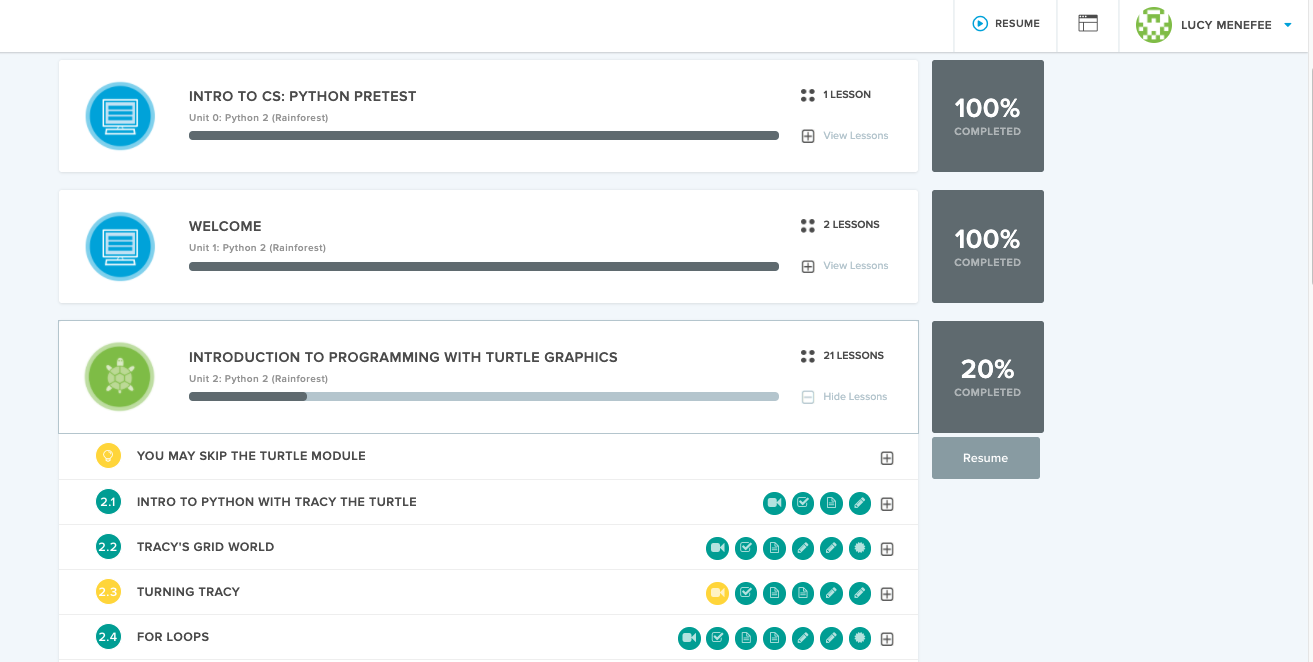 RESUME
LUCY MENEFEE
INTRO TO CS: PYTHON PRETEST
Unit 0: Python 2 (Rainforest)
1 LESSON
View Lessons
100%
COMPLETED
WELCOME
Unit 1: Python 2 (Rainforest)
2 LESSONS
View Lessons
100%
COMPLETED
INTRODUCTION TO PROGRAMMING WITH TURTLE GRAPHICS
Unit 2: Python 2 (Rainforest)
21 LESSONS
Hide Lessons
20%
COMPLETED
Resume
YOU MAY SKIP THE TURTLE MODULE
2.1 INTRO TO PYTHON WITH TRACY THE TURTLE
2.2 TRACY'S GRID WORLD
2.3 TURNING TRACY
2.4 FOR LOOPS